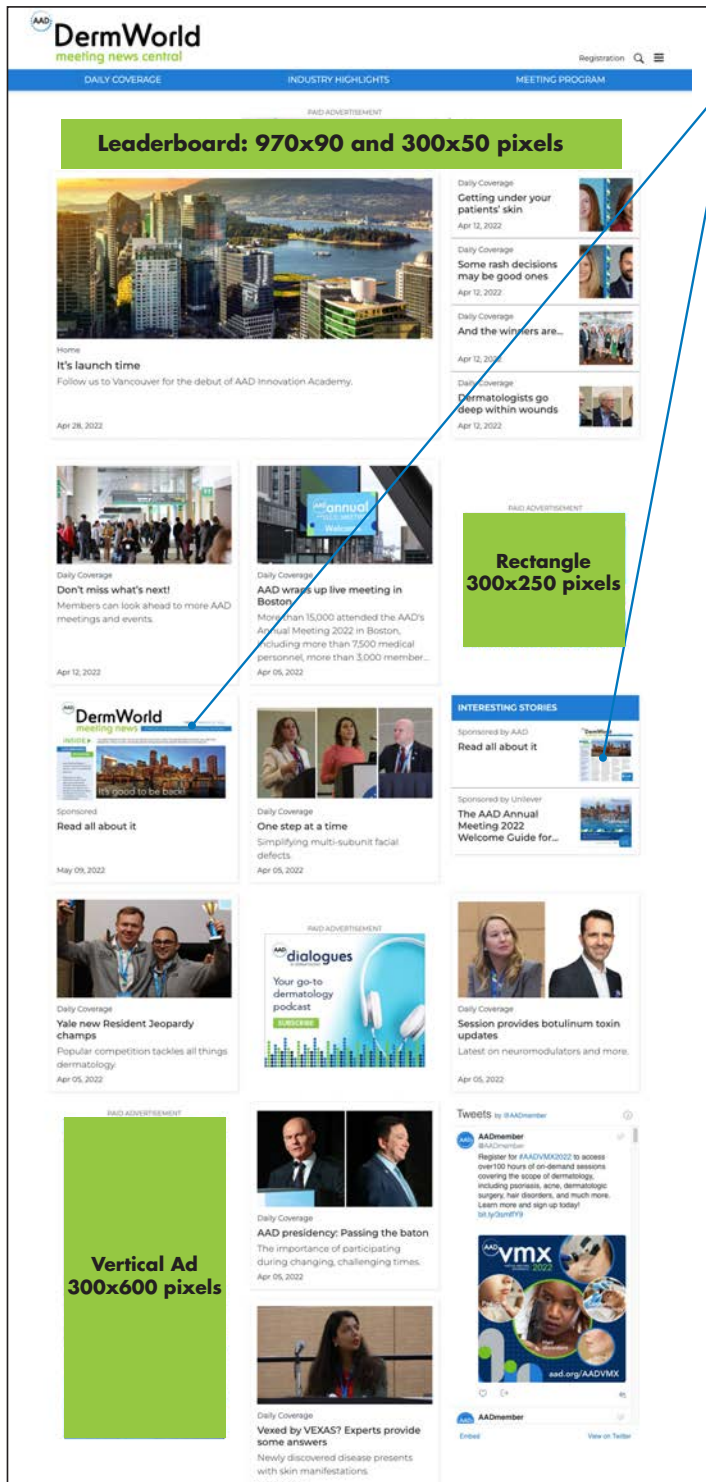 AAD
DermWorld
meeting news central
Registration
DAILY COVERAGE
INDUSTRY HIGHLIGHTS
MEETING PROGRAM
PAID ADVERTISEMENT
Leaderboard: 970x90 and 300x50 pixels
Home
It's launch time
Follow us to Vancouver for the debut of AAD Innovation Academy.
Apr 28, 2022
Daily Coverage
Getting under your
patients' skin
Apr 12, 2022
Daily Coverage
Some rash decisions
may be good ones
Apr 12, 2022
Daily Coverage
And the winners are...
Apr 12, 2022
Daily Coverage
Dermatologists go
deep within wounds
Apr 12, 2022
Daily Coverage
Don't miss what's next!
Members can look ahead to more AAD
meetings and events.
Apr 12, 2022
AAD
annual
Welcome
Daily Coverage
AAD wraps up live meeting in
Boston
More than 15,000 attended the AAD's
Annual Meeting 2022 in Boston,
including more than 7,500 medical
personnel, more than 3,000 member...
Apr 05, 2022
PAID ADVERTISEMENT
Rectangle
300x250 pixels
AAD
DermWorld
meeting news
INSIDE
It's good to be back!
Sponsored
Read all about it
May 09, 2022
Daily Coverage
One step at a time
Simplifying multi-subunit facial
defects
Apr 05, 2022
INTERESTING STORIES
Sponsored by AAD
Read all about it
DermWorld
Sponsored by Unilever
The AAD Annual
Meeting 2022
Welcome Guide for...
Daily Coverage
Yale new Resident Jeopardy
champs
Popular competition tackles all things
dermatology.
Apr 05, 2022
PAID ADVERTISEMENT
AAD
dialogues
Your go-to
dermatology
podcast
SUBSCRIBE
Daily Coverage
Session provides botulinum toxin
updates
Latest on neuromodulators and more.
Apr 05, 2022
PAID ADVERTISEMENT
Vertical Ad
300x600 pixels
Daily Coverage
AAD presidency: Passing the baton
The importance of participating
during changing, challenging times.
Apr 05, 2022
Daily Coverage
Vexed by VEXAS? Experts provide
some answers
Newly discovered disease presents
with skin manifestations
Tweets by @AADmember
AADmember
@AADmember
Register for #AADVMX2022 to access
over100 hours of on-demand sessions
covering the scope of dermatology,
including psoriasis, acne, dermatologic
surgery, hair disorders, and much more.
Learn more and sign up today!
AAD
vmx
2022
Hair
disorders
aad.org/AADVMX
AADmember
Embed
View on Twitter